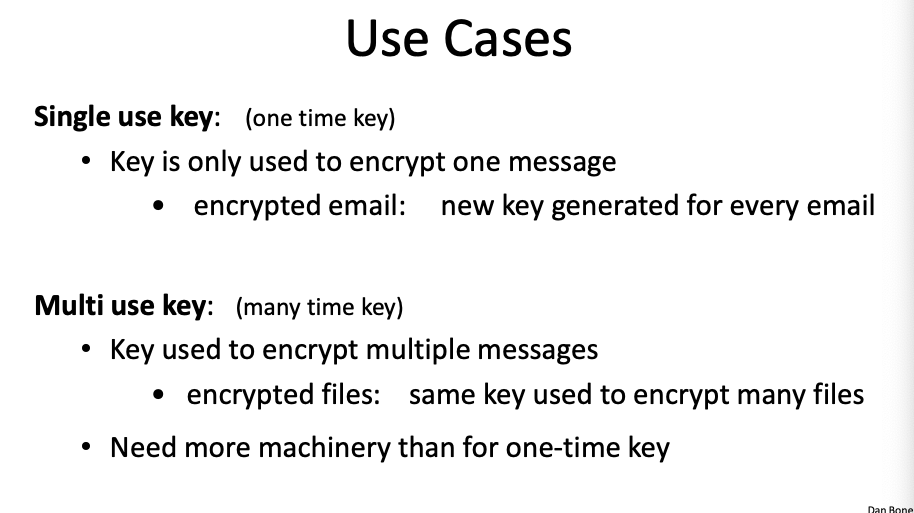 Use Cases
Single use key: (one time key)
• Key is only used to encrypt one message
• encrypted email: new key generated for every email
Multi use key: (many time key)
• Key used to encrypt multiple messages
• encrypted files: same key used to encrypt many files
• Need more machinery than for one-time key
Dan Bone